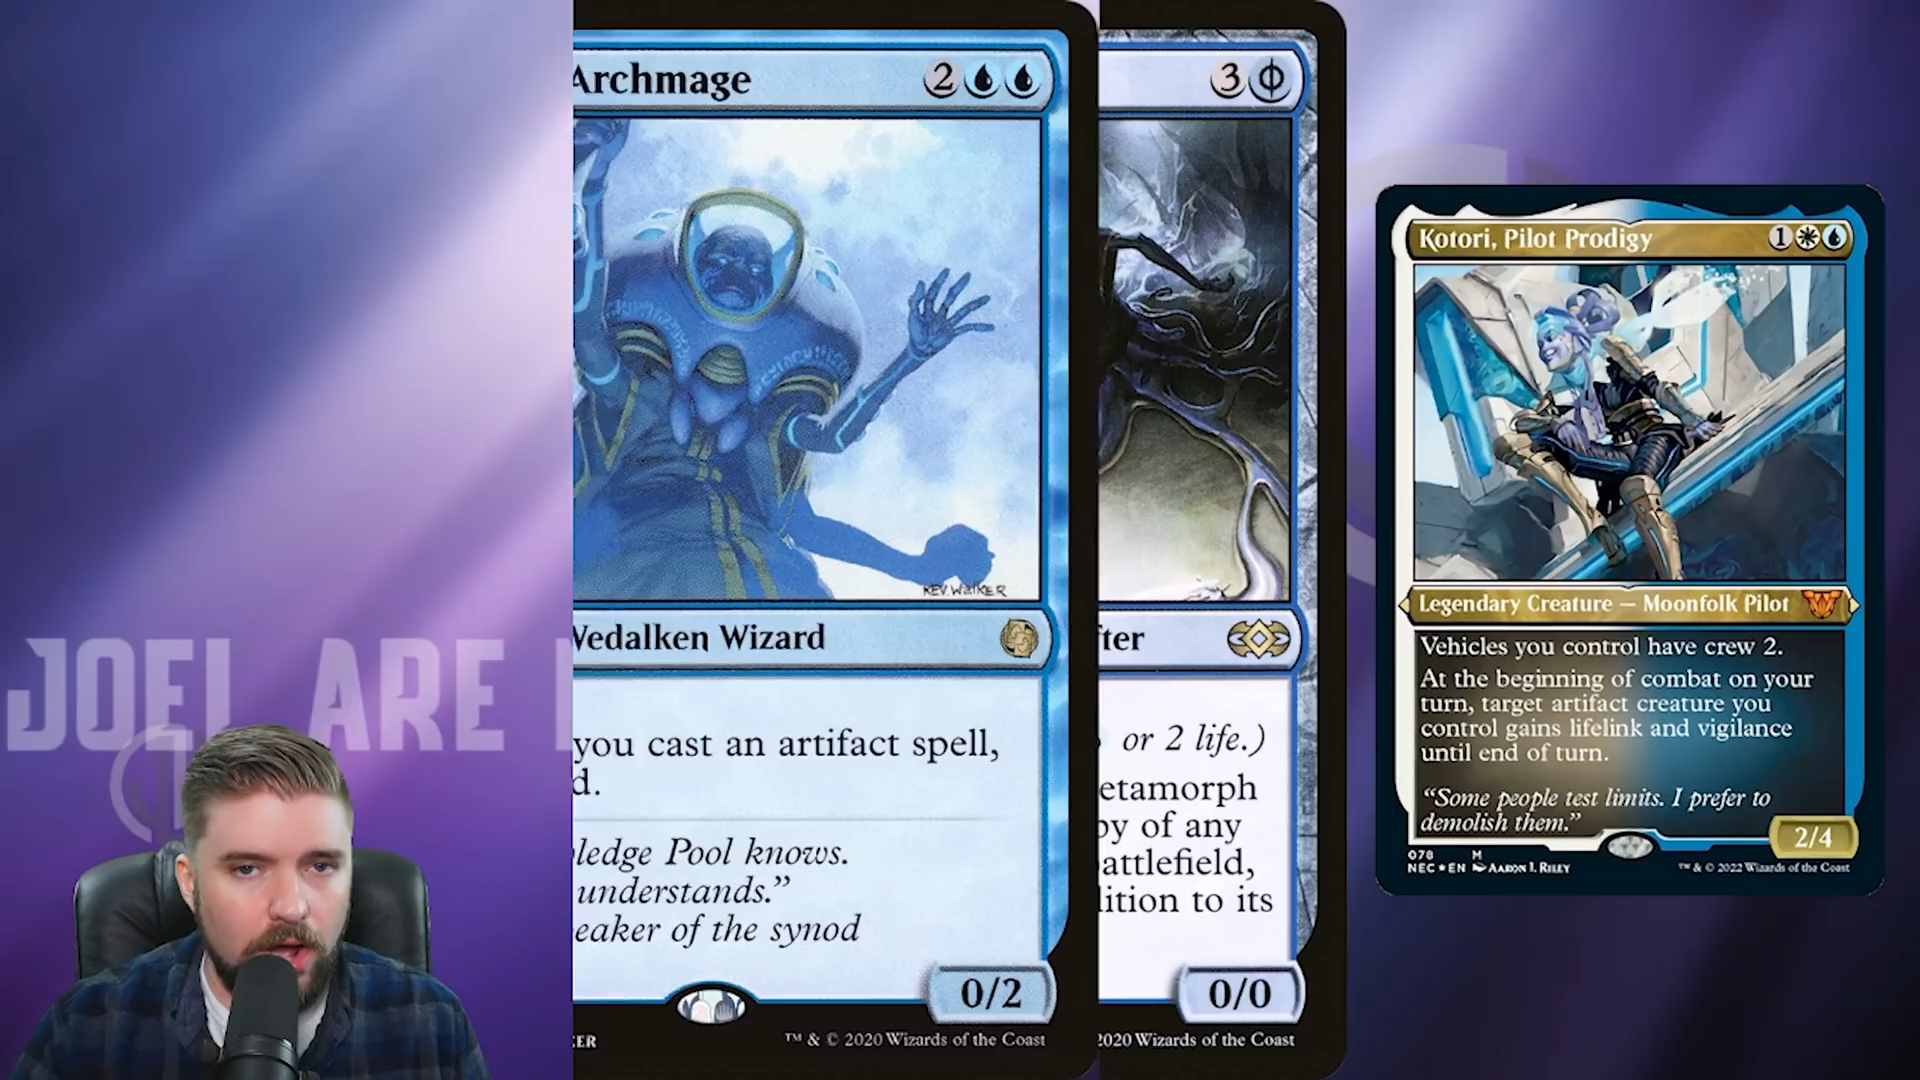 JOEL ARE
Archmage
2
Vedalken Wizard
you cast an artifact spell,
d.
ledge Pool knows.
understands.”
eaker of the synod
KEV.WALKER
0/2
KER
™ & © 2020 Wizards of the Coast
3
fter
or 2 life.)
etamorph
py of any
attlefield,
lition to its
0/0
2020 Wizards of the Coast
Kotori, Pilot Prodigy
1
Legendary Creature — Moonfolk Pilot
Vehicles you control have crew 2.
At the beginning of combat on your
turn, target artifact creature you
control gains lifelink and vigilance
until end of turn.
“Some people test limits. I prefer to
demolish them.”
2/4
078 M
NEC★EN Aaron J. Riley
™ & © 2022 Wizards of the Coast